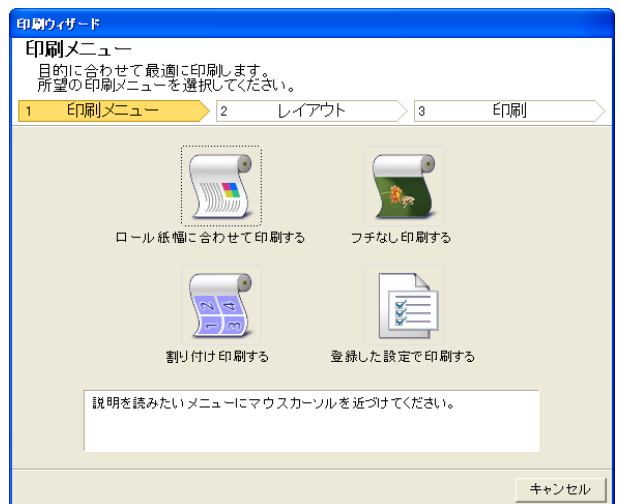 印刷ウィザード
印刷メニュー
目的に合わせて最適に印刷します。
所望の印刷メニューを選択してください。
1 印刷メニュー 2 レイアウト 3 印刷
ロール紙幅に合わせて印刷する フチなし印刷する
1 2 3 4
割り付け印刷する 登録した設定で印刷する
説明を読みたいメニューにマウスカーソルを近づけてください。
キャンセル